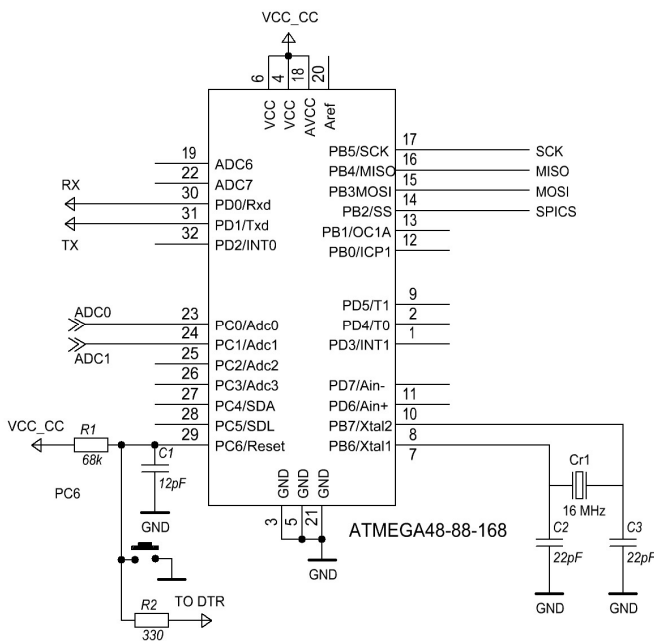 VCC_CC
6 4 18 20
VCC VCC AVCC Aref
19 ADC6
22 ADC7
RX 30 PD0/Rxd
31 PD1/Txd
TX 32 PD2/INT0
ADC0 23 PC0/Adc0
24 PC1/Adc1
ADC1 25 PC2/Adc2
26 PC3/Adc3
27 PC4/SDA
28 PC5/SDL
29 PC6/Reset
PB5/SCK 17 SCK
PB4/MISO 16 MISO
PB3MOSI 15 MOSI
PB2/SS 14 SPICS
PB1/OC1A 13
PB0/ICP1 12
PD5/T1 9
PD4/T0 2
PD3/INT1 1
PD7/Ain-
PD6/Ain+ 11
PB7/Xtal2 10
PB6/Xtal1 8
7
VCC_CC R1
68k
C1
12pF
PC6
GND
GND GND GND
3 5 21
GND
ATMEGA48-88-168
Cr1
16 MHz
C2 C3
22pF 22pF
GND GND
R2 TO DTR
330